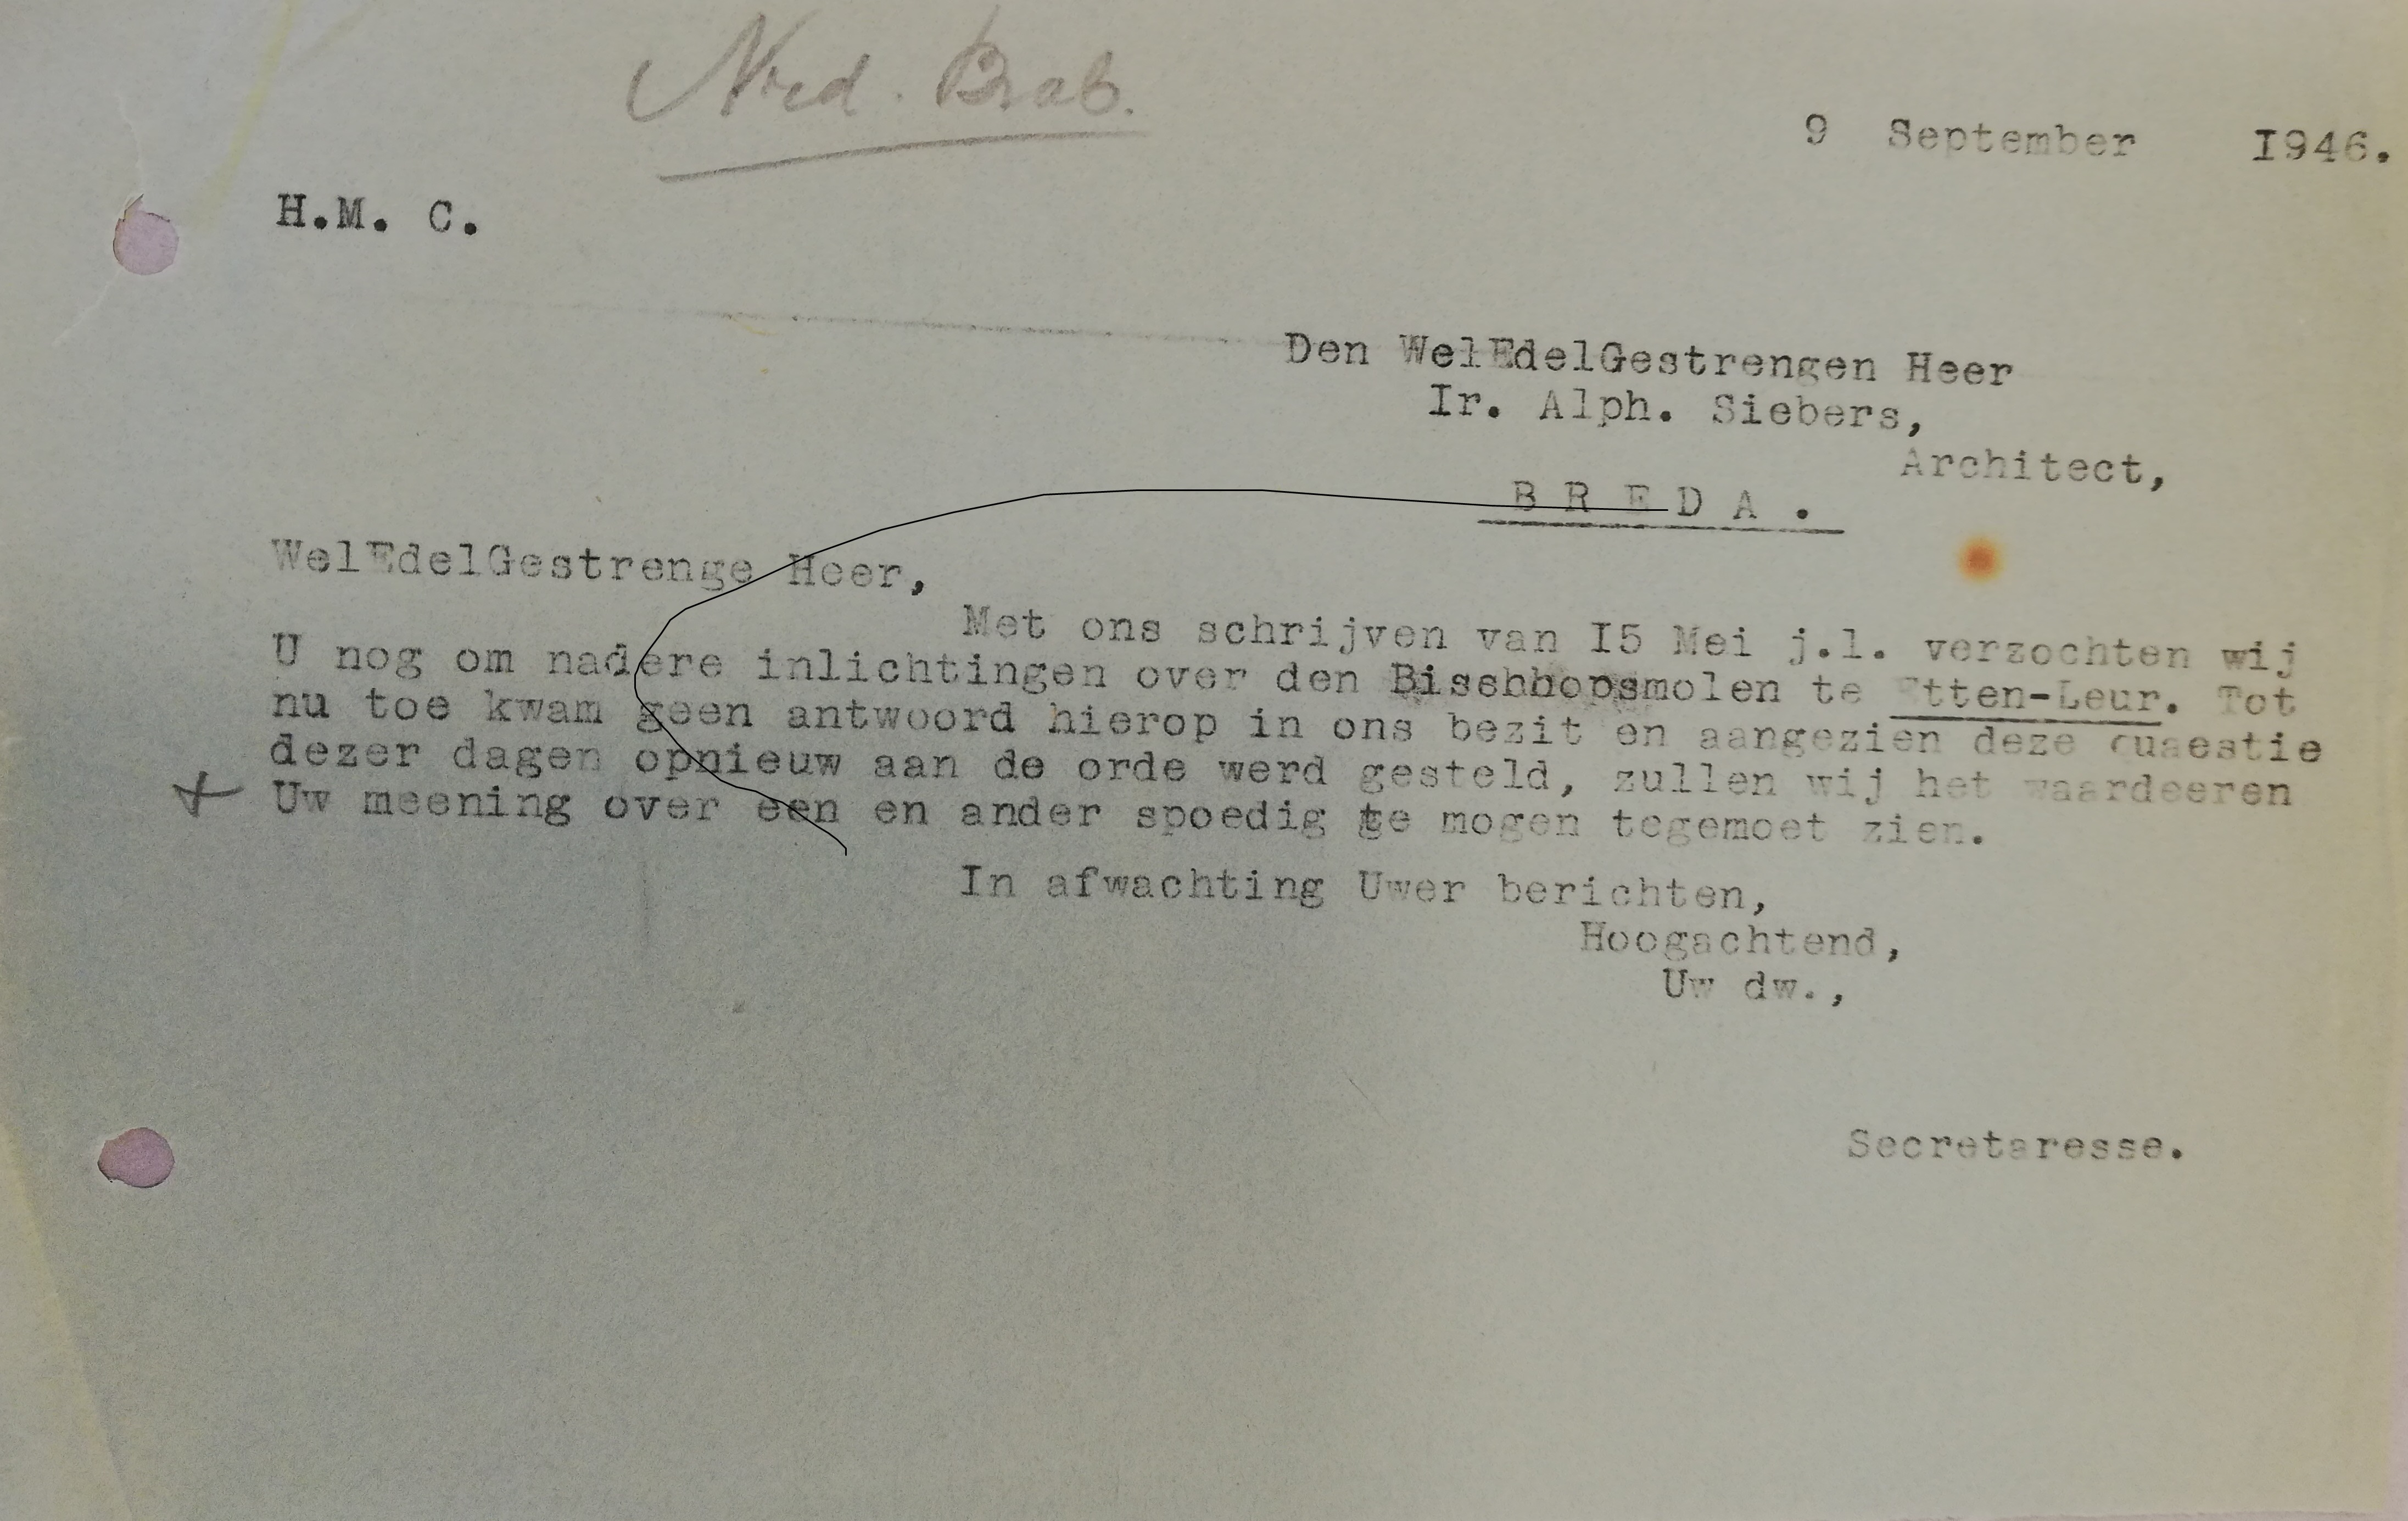 Nrd. Brab.
9 September I946.
H.M. C.
Den WelEdelGestrengen Heer
Ir. Alph. Siebers,
Architect,
B R E D A .
WelEdelGestrenge Heer,
Met ons schrijven van I5 Mei j.l. verzochten wij
U nog om nadere inlichtingen over den Bisschopsmolen te Etten-Leur. Tot
nu toe kwam geen antwoord hierop in ons bezit en aangezien deze quaestie
dezer dagen opnieuw aan de orde werd gesteld, zullen wij het waardeeren
Uw meening over een en ander spoedig te mogen tegemoet zien.
In afwachting Uwer berichten,
Hoogachtend,
Uw dw.,
Secretaresse.